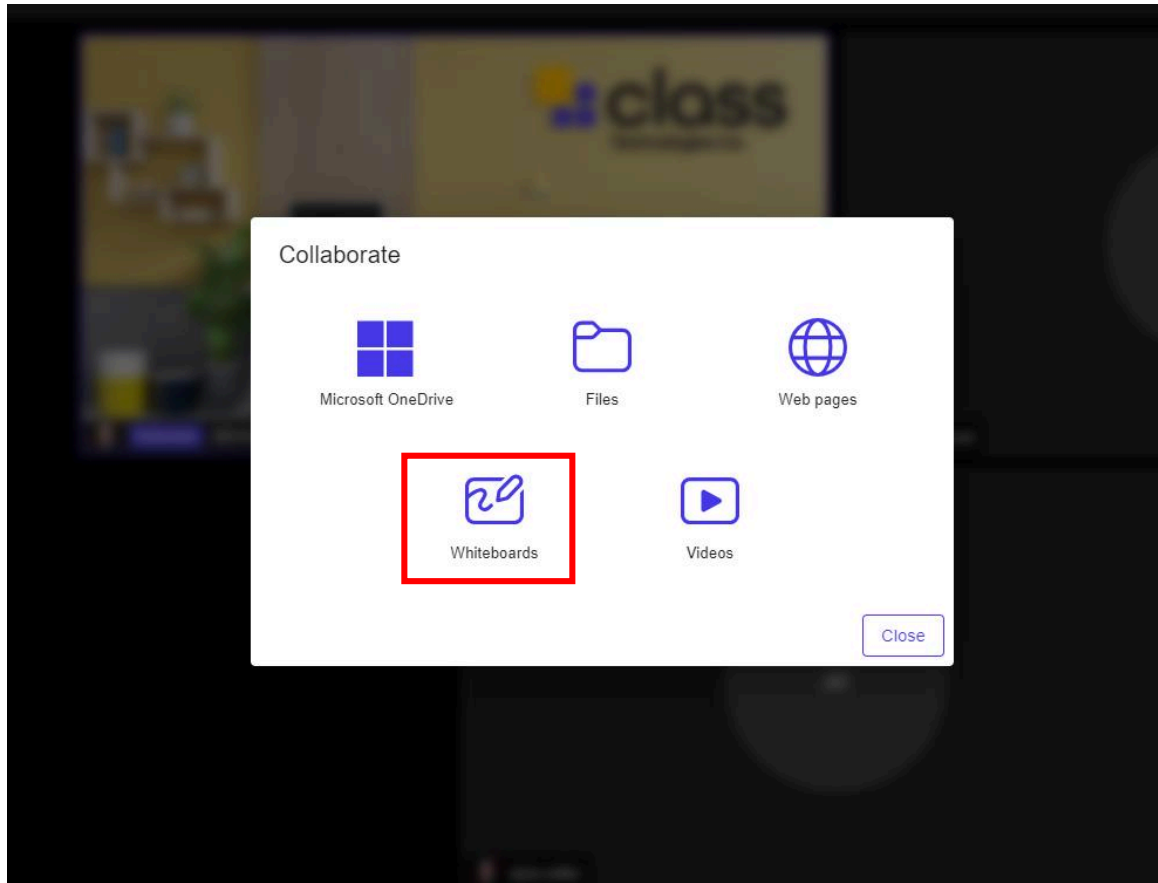 class
Collaborate
Microsoft OneDrive
Files
Web pages
Whiteboards
Videos
Close